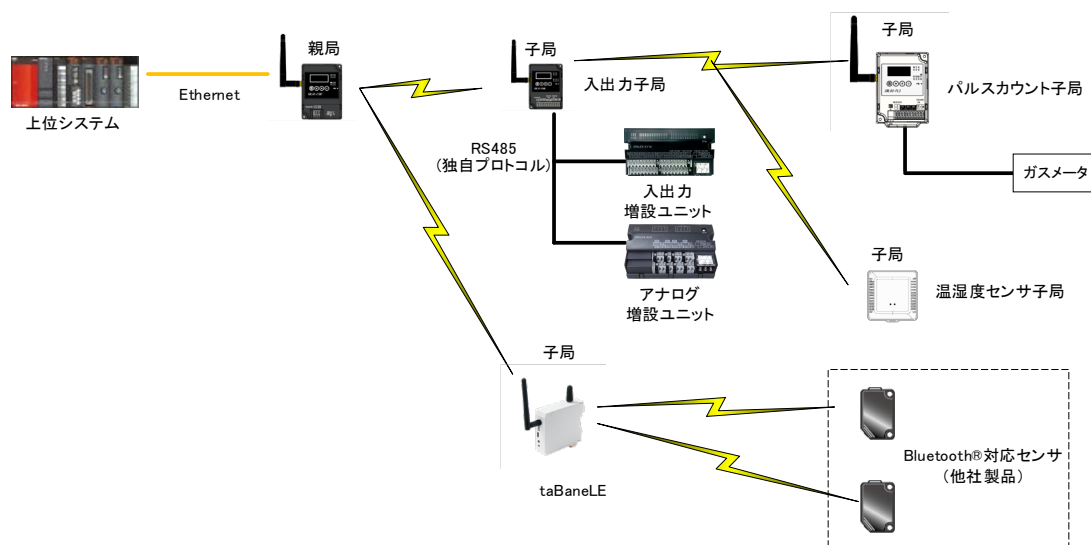 上位システム
Ethernet
親局
子局
入出力子局
RS485
(独自プロトコル)
入出力
増設ユニット
アナログ
増設ユニット
子局
パルスカウント子局
ガスメータ
子局
温湿度センサ子局
子局
taBaneLE
Bluetooth®対応センサ
(他社製品)